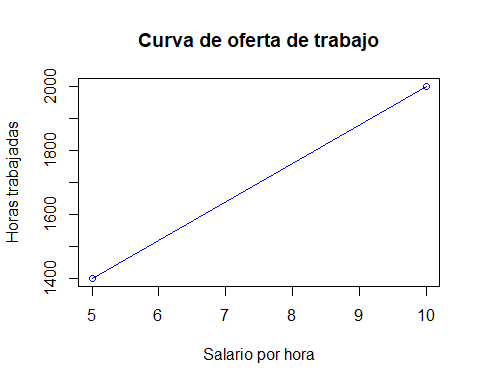 Curva de oferta de trabajo
Horas trabajadas
2000
1800
1600
1400
5 6 7 8 9 10
Salario por hora